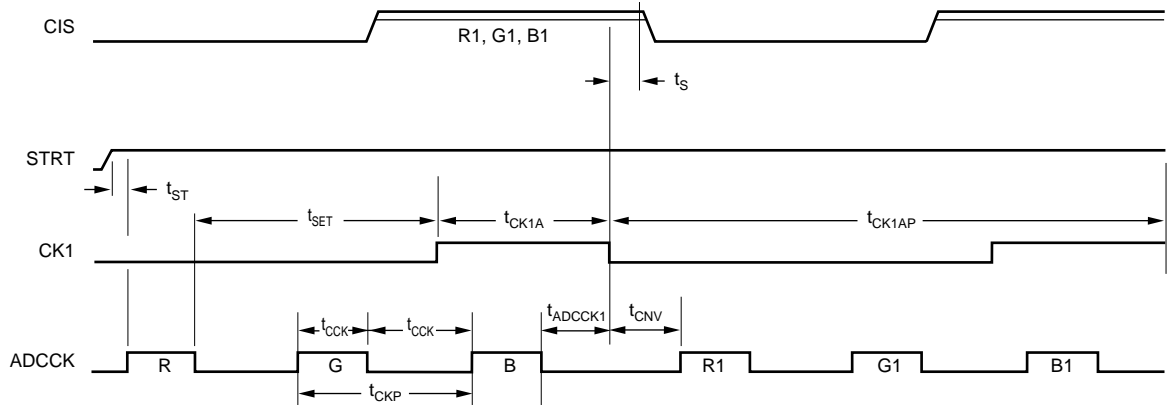 CIS
R1, G1, B1
tS
STRT
tST
tSET
tCK1A
tCK1AP
CK1
tCCK
tCCK
tADCCK1
tCNV
ADCCK
R
G
B
R1
G1
B1
tCKP